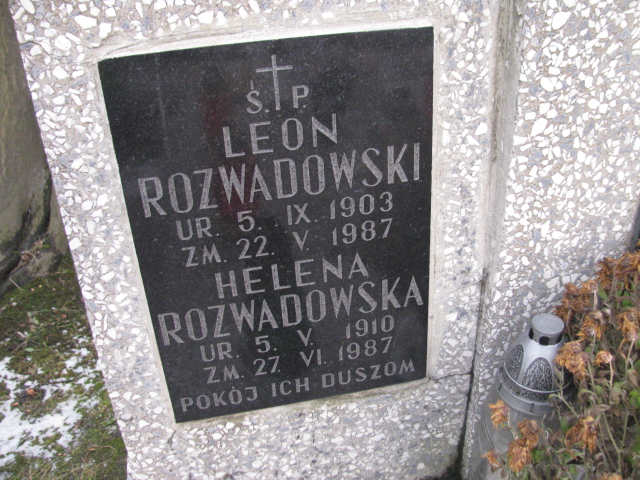 Ś.P.
LEON
ROZWADOWSKI
UR. 5. IX. 1903
ZM. 22. V. 1987
HELENA
ROZWADOWSKA
UR. 5. V. 1910
ZM. 27. VI. 1987
POKÓJ ICH DUSZOM